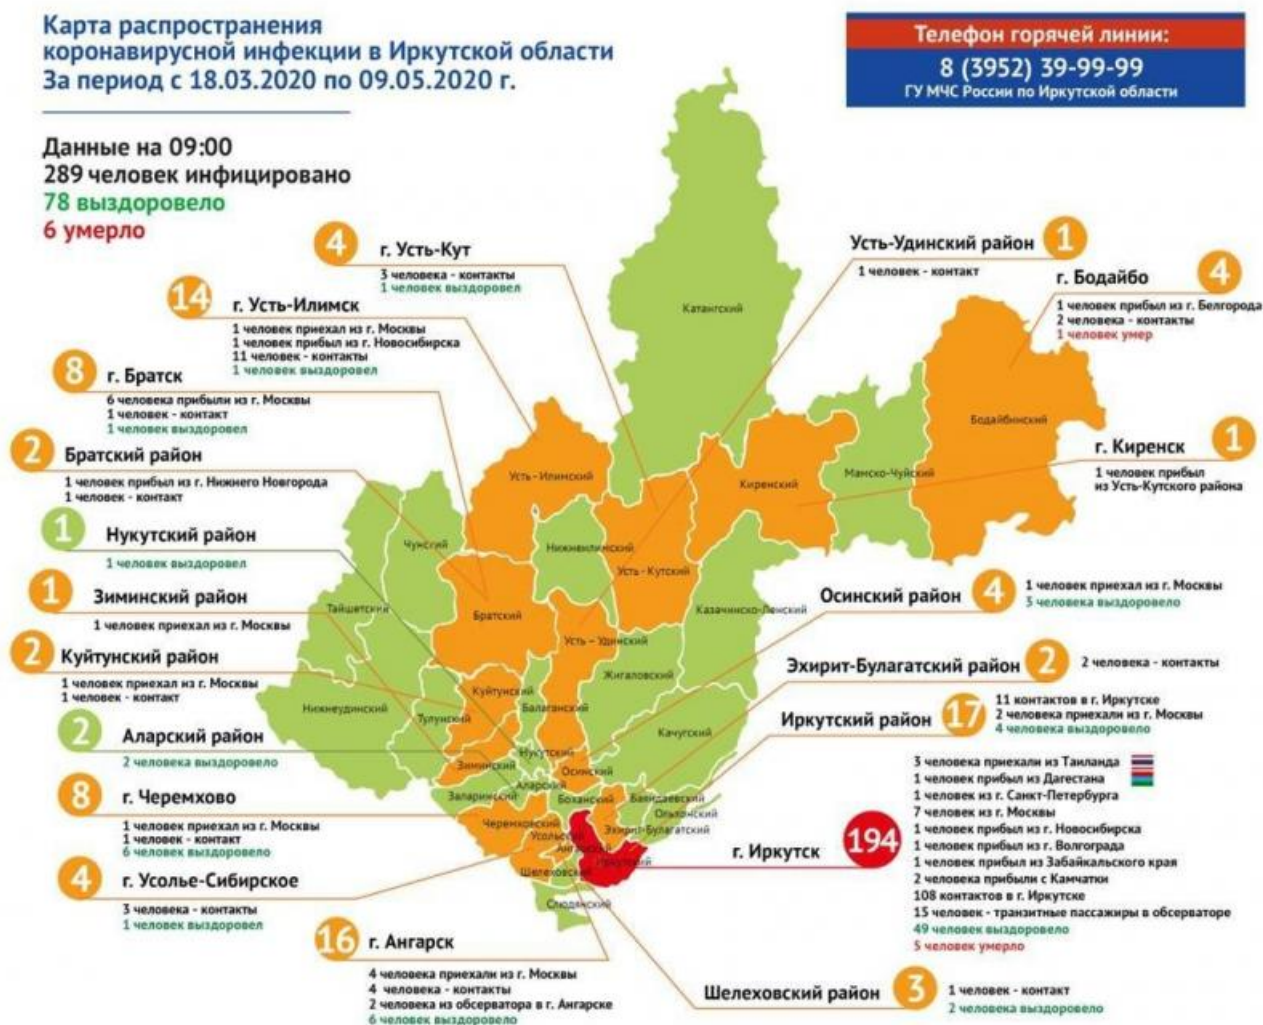 Карта распространения
коронавирусной инфекции в Иркутской области
За период с 18.03.2020 по 09.05.2020 г.
Телефон горячей линии:
8 (3952) 39-99-99
ГУ МЧС России по Иркутской области
Данные на 09:00
289 человек инфицировано
78 выздоровело
6 умерло
4 г. Усть-Кут
3 человека - контакты
1 человек выздоровел
Усть-Удинский район 1
1 человек - контакт
г. Бодайбо 4
1 человек прибыл из г. Белгорода
2 человека - контакты
1 человек умер
14 г. Усть-Илимск
1 человек приехал из г. Москвы
1 человек прибыл из г. Новосибирска
11 человек - контакты
1 человек выздоровел
8 г. Братск
6 человека прибыли из г. Москвы
1 человек - контакт
1 человек выздоровел
г. Киренск 1
1 человек прибыл
из Усть-Кутского района
2 Братский район
1 человек прибыл из г. Нижнего Новгорода
1 человек - контакт
1 Нукутский район
1 человек выздоровел
1 Зиминский район
1 человек приехал из г. Москвы
2 Куйтунский район
1 человек приехал из г. Москвы
1 человек - контакт
2 Аларский район
2 человека выздоровело
8 г. Черемхово
1 человек приехал из г. Москвы
1 человек - контакт
6 человек выздоровело
4 г. Усолье-Сибирское
3 человека - контакты
1 человек выздоровел
16 г. Ангарск
4 человека приехали из г. Москвы
4 человека - контакты
2 человека из обсерватора в г. Ангарске
6 человек выздоровело
Осинский район 4
1 человек приехал из г. Москвы
3 человека выздоровело
Эхирит-Булагатский район 2
2 человека - контакты
Иркутский район 17
11 контактов в г. Иркутске
2 человека приехали из г. Москвы
4 человека выздоровело
г. Иркутск 194
3 человека приехали из Таиланда
1 человек прибыл из Дагестана
1 человек из г. Санкт-Петербурга
7 человек из г. Москвы
1 человек прибыл из г. Новосибирска
1 человек прибыл из г. Волгограда
1 человек прибыл из Забайкальского края
2 человека прибыли с Камчатки
108 контактов в г. Иркутске
15 человек - транзитные пассажиры в обсерваторе
49 человек выздоровело
5 человек умерло
Шелеховский район 3
1 человек - контакт
2 человека выздоровело
Катангский
Бодайбинский
Мамско-Чуйский
Киренский
Усть - Илимский
Нижнеилимский
Усть - Кутский
Чунский
Тайшетский
Братский
Казачинско-Ленский
Усть - Удинский
Жигаловский
Куйтунский
Балаганский
Нижнеудинский
Тулунский
Качугский
Нукутский
Зиминский
Осинский
Аларский
Заларинский
Боханский
Баяндаевский
Ольхонский
Черемховский
Усольский
Эхирит-Булагатский
Ангарский
Иркутский
Шелеховский
Слюдянский